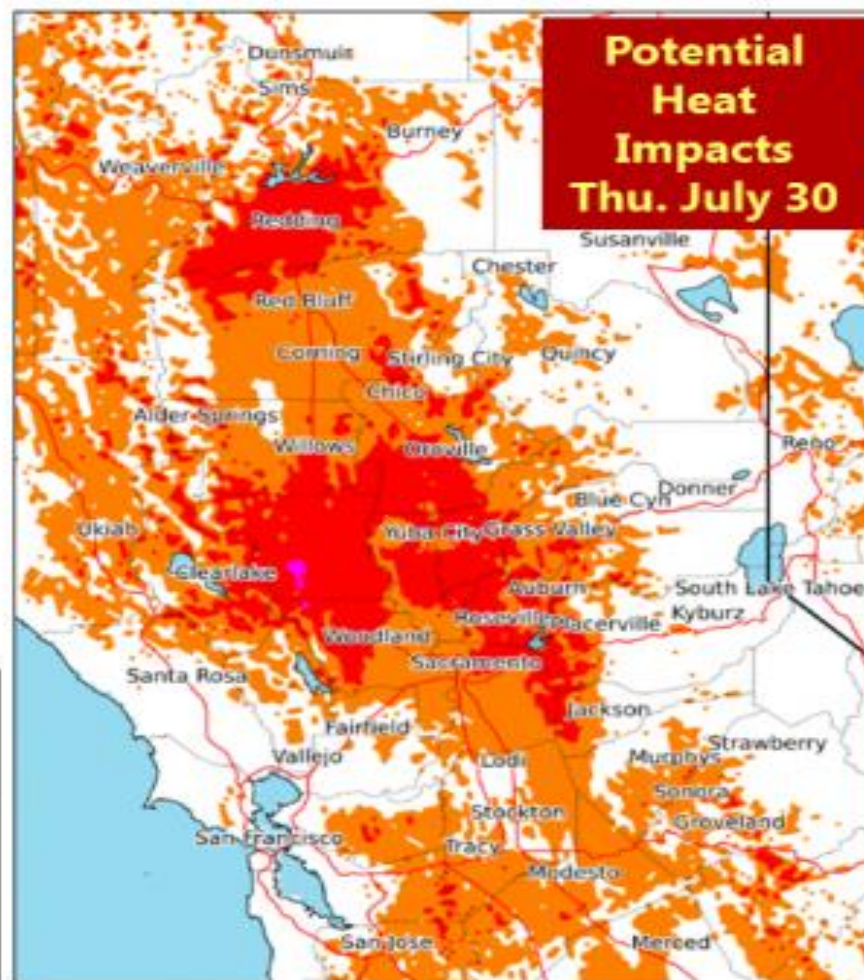 Potential
Heat
Impacts
Thu. July 30
Dunsmuir
Sims
Burney
Weaverville
Redding
Susanville
Chester
Red Bluff
Corning
Stirling City
Quincy
Chico
Alder Springs
Willows
Oroville
Reno
Donner
Blue Cyn
Ukiah
Yuba City
Grass Valley
Clearlake
Auburn
South Lake Tahoe
Roseville
Placerville
Kyburz
Woodland
Sacramento
Santa Rosa
Jackson
Fairfield
Strawberry
Vallejo
Lodi
Murphys
Sonora
Stockton
Groveland
San Francisco
Tracy
Modesto
San Jose
Merced